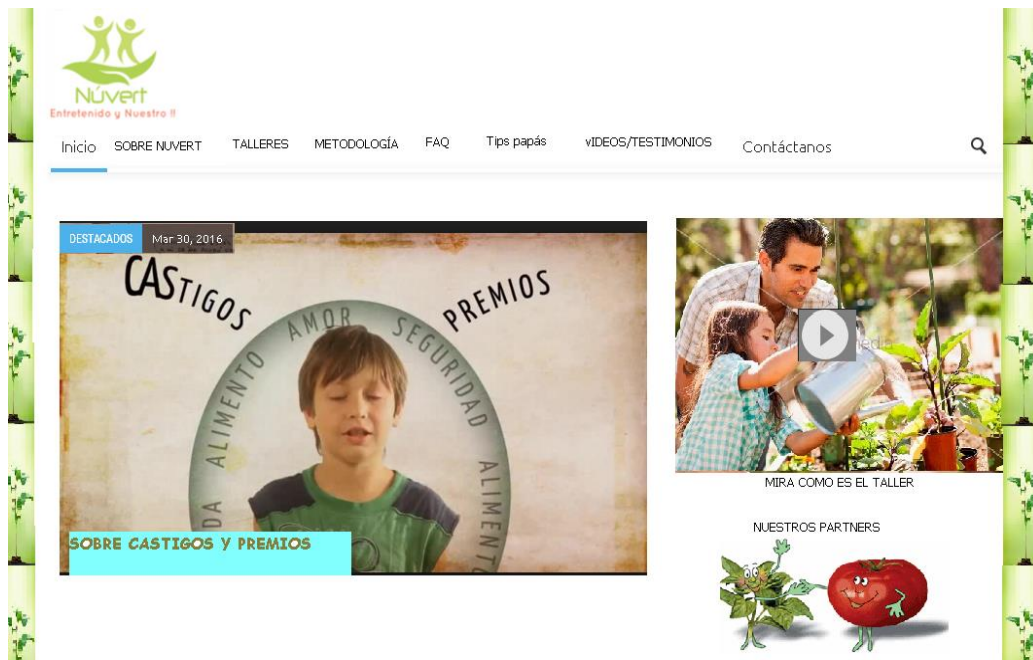 Núvert
Entretenido y Nuestro !!
Inicio SOBRE NUVERT TALLERES METODOLOGÍA FAQ Tips papás vIDEOS/TESTIMONIOS Contáctanos
DESTACADOS Mar 30, 2016
CASTIGOS
PREMIOS
ALIMENTO AMOR SEGURIDAD ALIMENTO
SOBRE CASTIGOS Y PREMIOS
MIRA COMO ES EL TALLER
NUESTROS PARTNERS